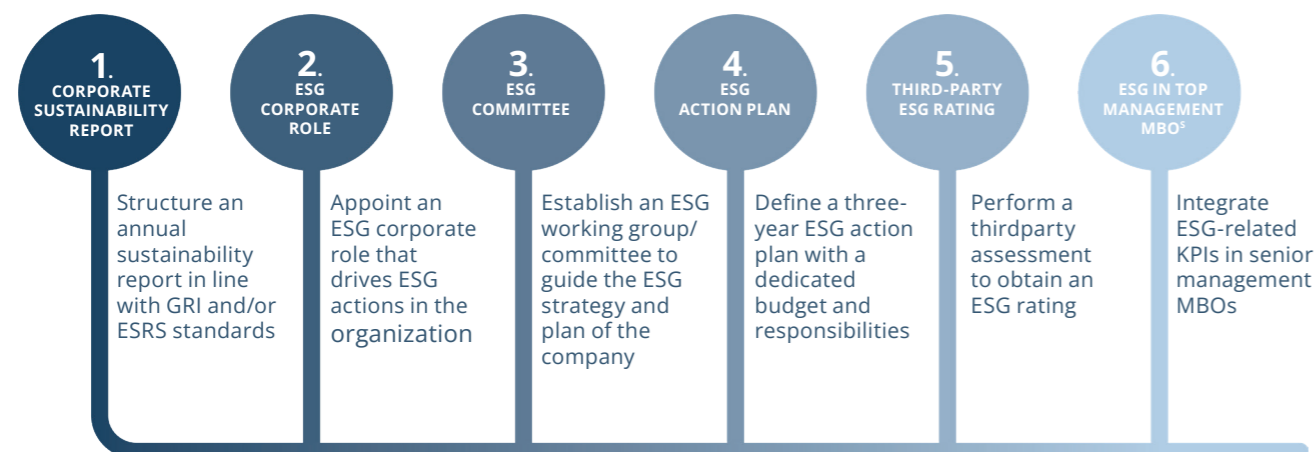 1.
CORPORATE
SUSTAINABILITY
REPORT
Structure an
annual
sustainability
report in line
with GRI and/or
ESRS standards
2.
ESG
CORPORATE
ROLE
Appoint an
ESG corporate
role that
drives ESG
actions in the
organization
3.
ESG
COMMITTEE
Establish an ESG
working group/
committee to
guide the ESG
strategy and
plan of the
company
4.
ESG
ACTION PLAN
Define a three-
year ESG action
plan with a
dedicated
budget and
responsibilities
5.
THIRD-PARTY
ESG RATING
Perform a
thirdparty
assessment
to obtain an
ESG rating
6.
ESG IN TOP
MANAGEMENT
MBOS
Integrate
ESG-related
KPIs in senior
management
MBOs